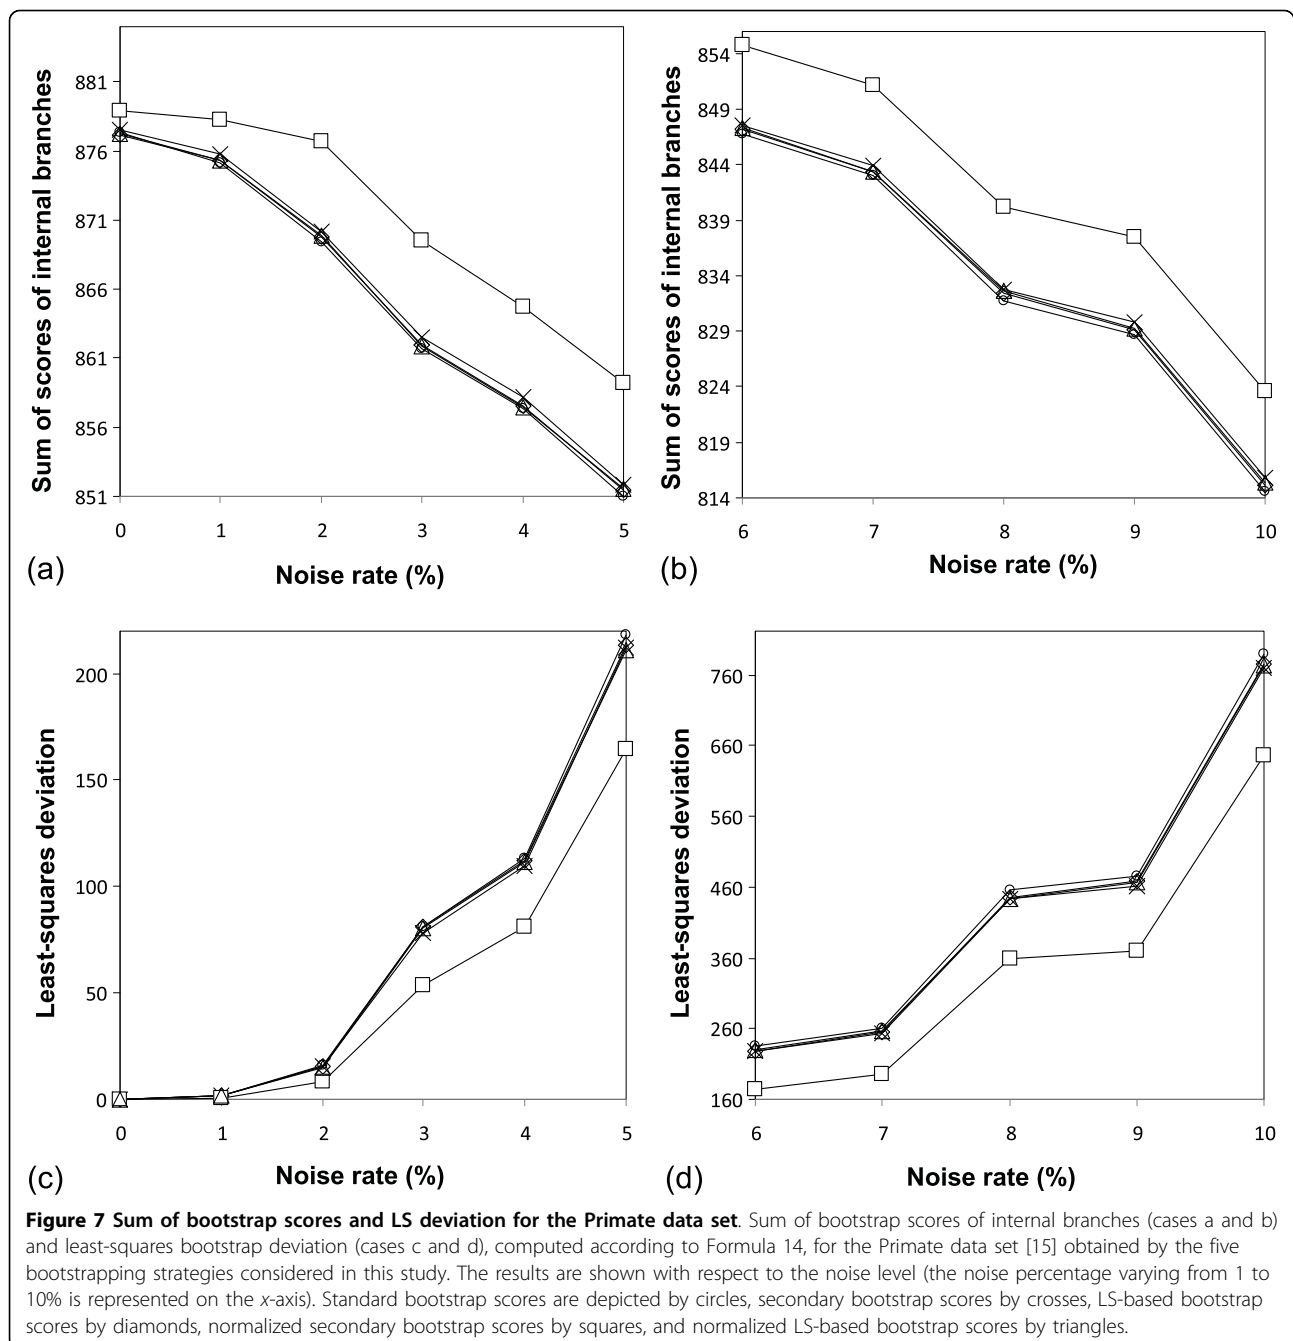 881
876
871
866
861
856
851
Sum of scores of internal branches
0 1 2 3 4 5
Noise rate (%)
(a)
854
849
844
839
834
829
824
819
814
Sum of scores of internal branches
6 7 8 9 10
Noise rate (%)
(b)
200
150
100
50
0
Least-squares deviation
0 1 2 3 4 5
Noise rate (%)
(c)
760
660
560
460
360
260
160
Least-squares deviation
6 7 8 9 10
Noise rate (%)
(d)
Figure 7 Sum of bootstrap scores and LS deviation for the Primate data set. Sum of bootstrap scores of internal branches (cases a and b)
and least-squares bootstrap deviation (cases c and d), computed according to Formula 14, for the Primate data set [15] obtained by the five
bootstrapping strategies considered in this study. The results are shown with respect to the noise level (the noise percentage varying from 1 to
10% is represented on the x-axis). Standard bootstrap scores are depicted by circles, secondary bootstrap scores by crosses, LS-based bootstrap
scores by diamonds, normalized secondary bootstrap scores by squares, and normalized LS-based bootstrap scores by triangles.